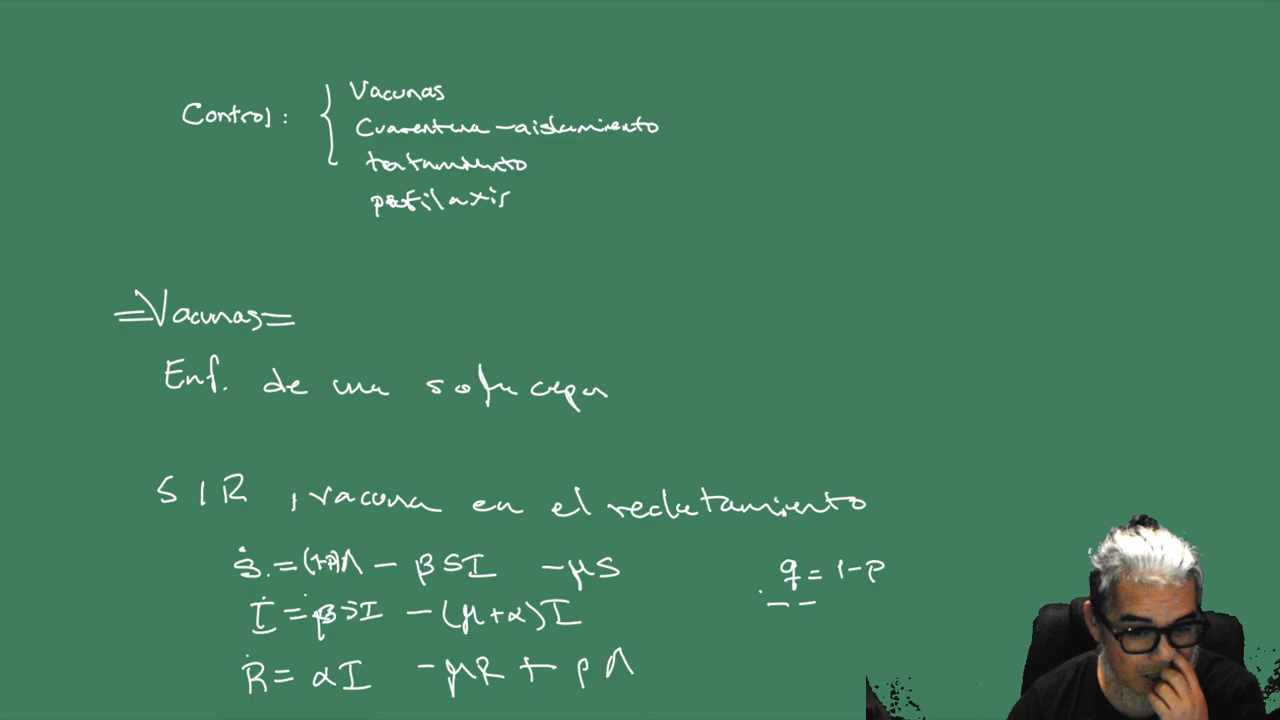 Control: { Vacunas
Cuarentena - aislamiento
tratamiento
profilaxis
=Vacunas=
Enf. de una sola cepa
SIR, vacuna en el reclutamiento
Ṡ = (1-p)Λ - βSI - μS
q = 1-p
İ = βSI - (μ+α)I
Ṙ = αI - μR + pΛ